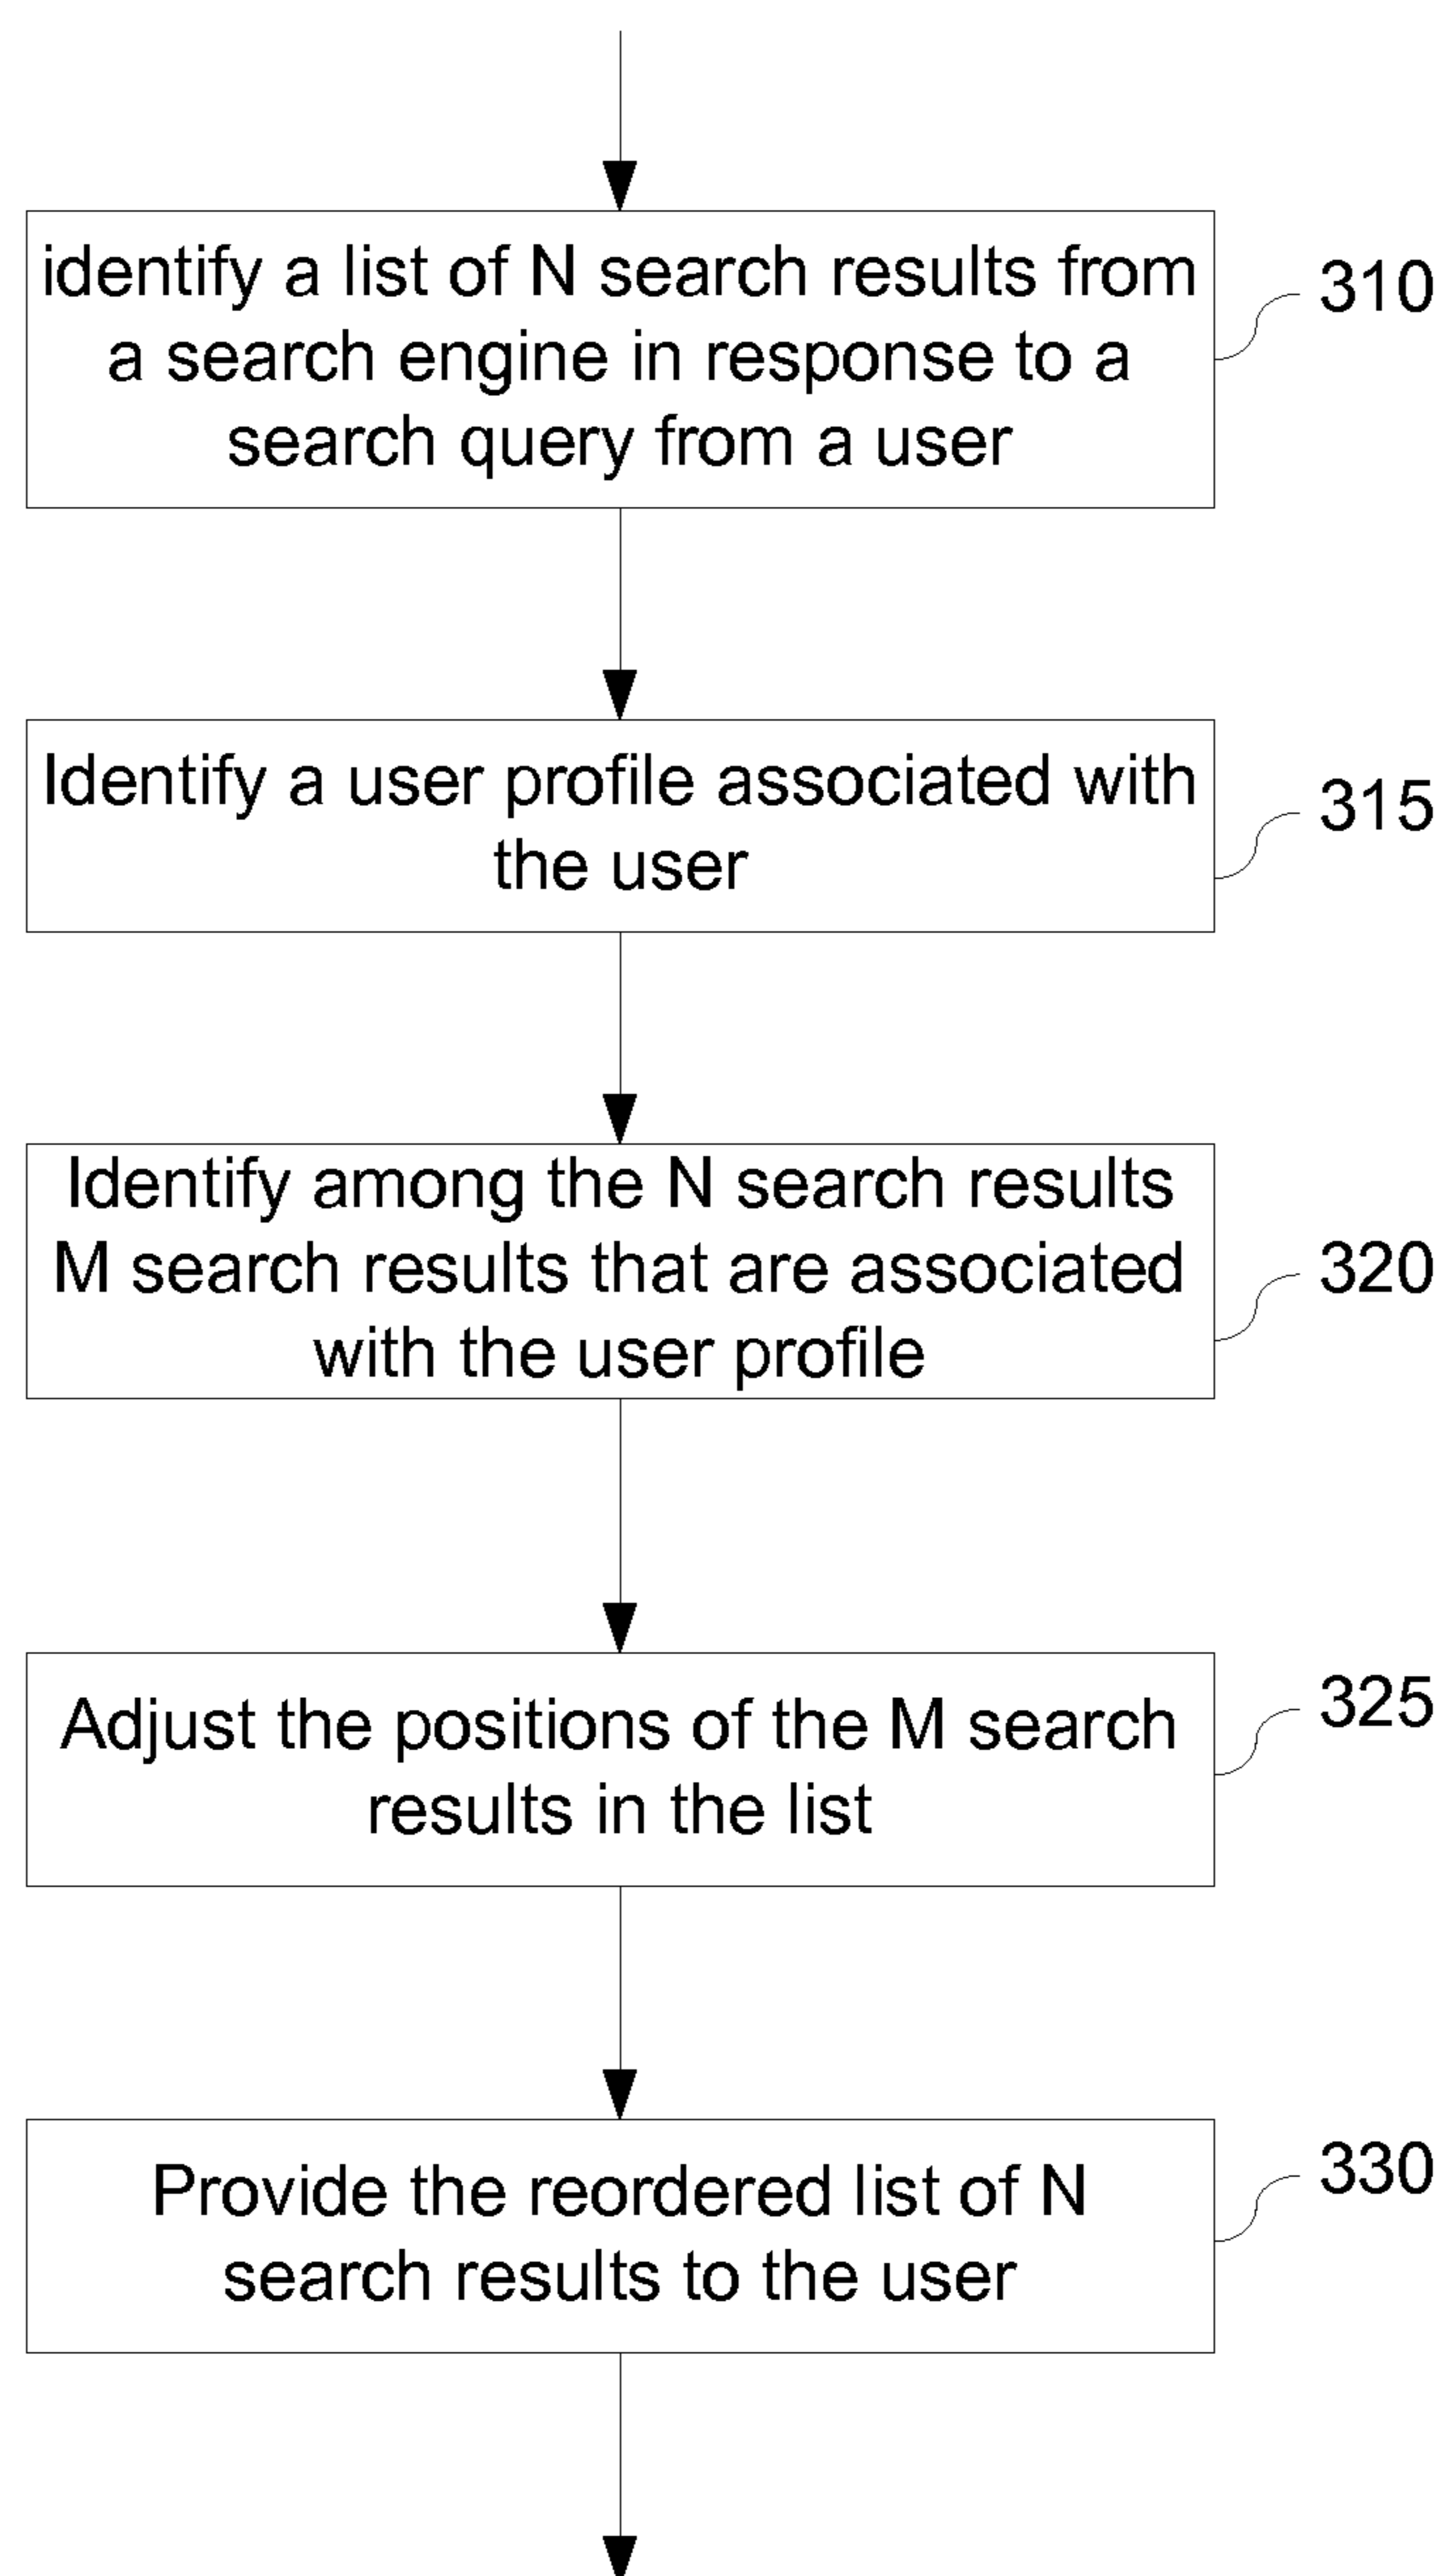 identify a list of N search results from
a search engine in response to a
search query from a user
310
Identify a user profile associated with
the user
315
Identify among the N search results
M search results that are associated
with the user profile
320
Adjust the positions of the M search
results in the list
325
Provide the reordered list of N
search results to the user
330